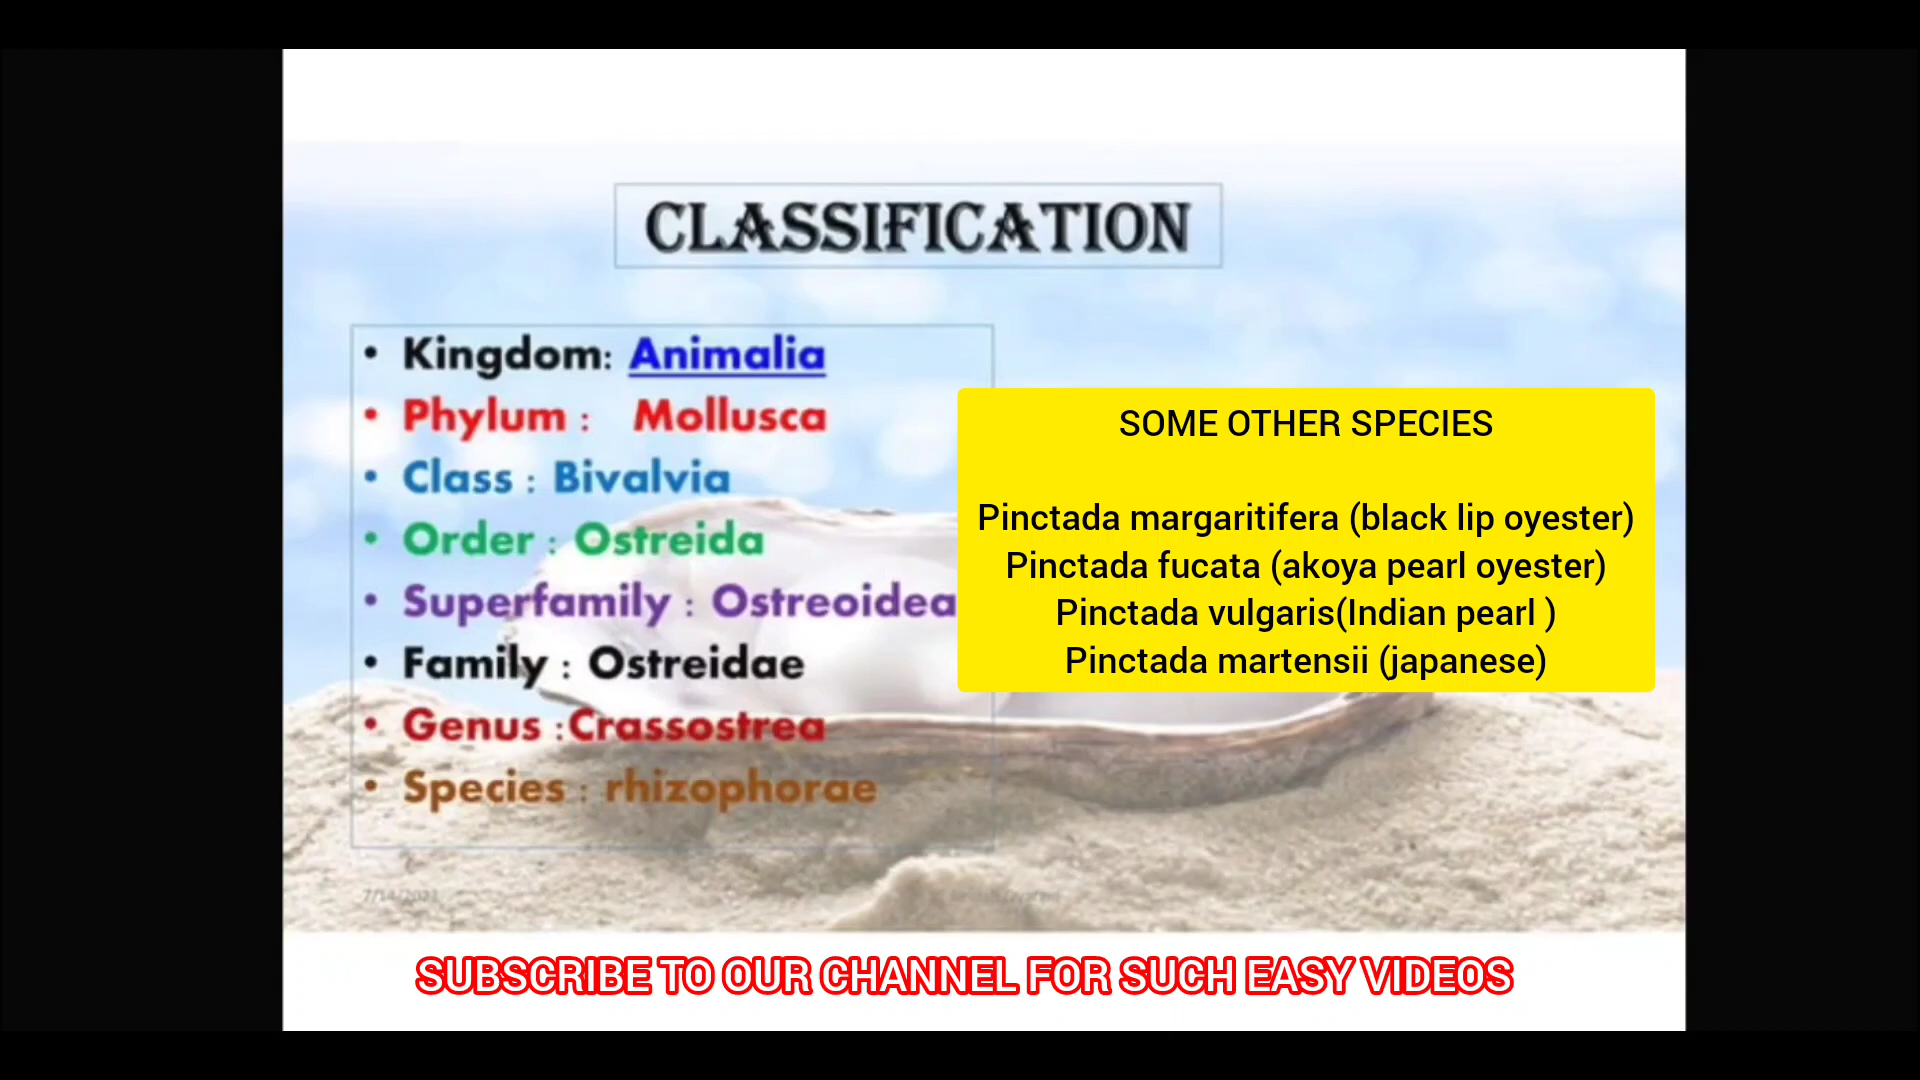 CLASSIFICATION
• Kingdom: Animalia
• Phylum : Mollusca
• Class : Bivalvia
• Order : Ostreida
• Superfamily : Ostreoidea
• Family : Ostreidae
• Genus :Crassostrea
• Species : rhizophorae
SOME OTHER SPECIES
Pinctada margaritifera (black lip oyester)
Pinctada fucata (akoya pearl oyester)
Pinctada vulgaris(Indian pearl )
Pinctada martensii (japanese)
SUBSCRIBE TO OUR CHANNEL FOR SUCH EASY VIDEOS